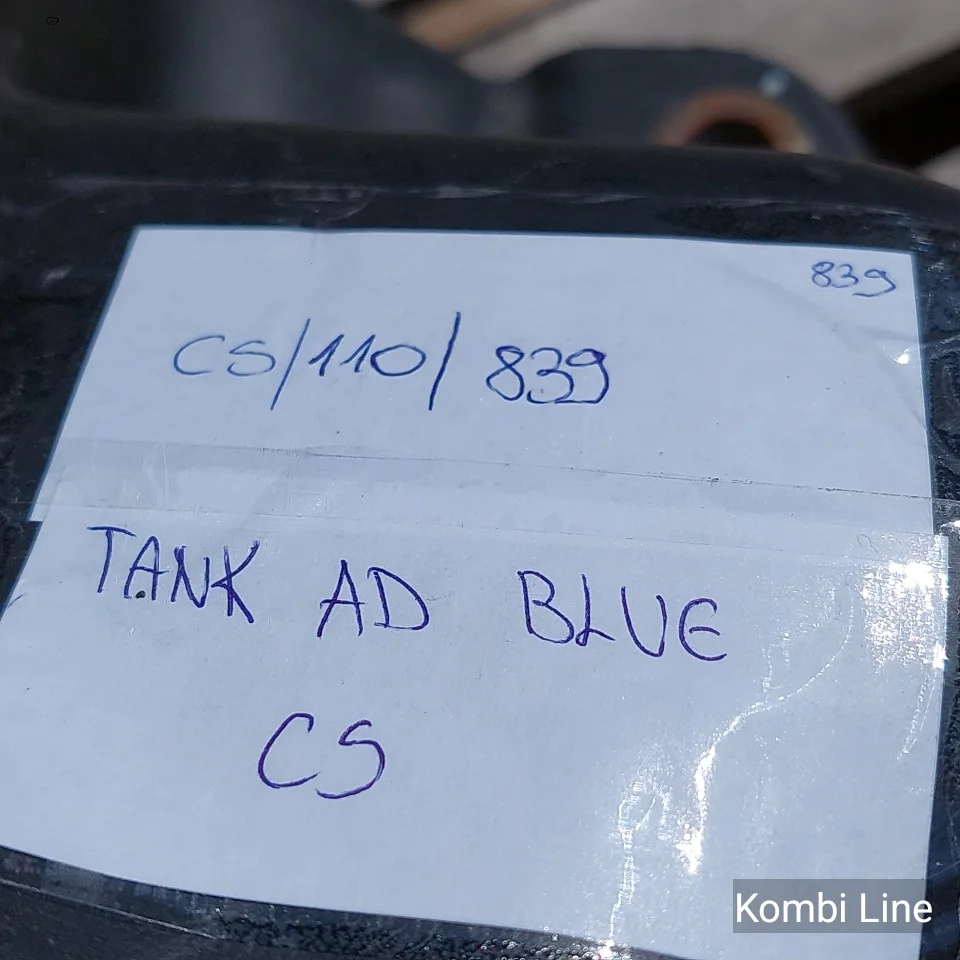 839
CS/110/839
TANK AD BLUE
CS
Kombi Line